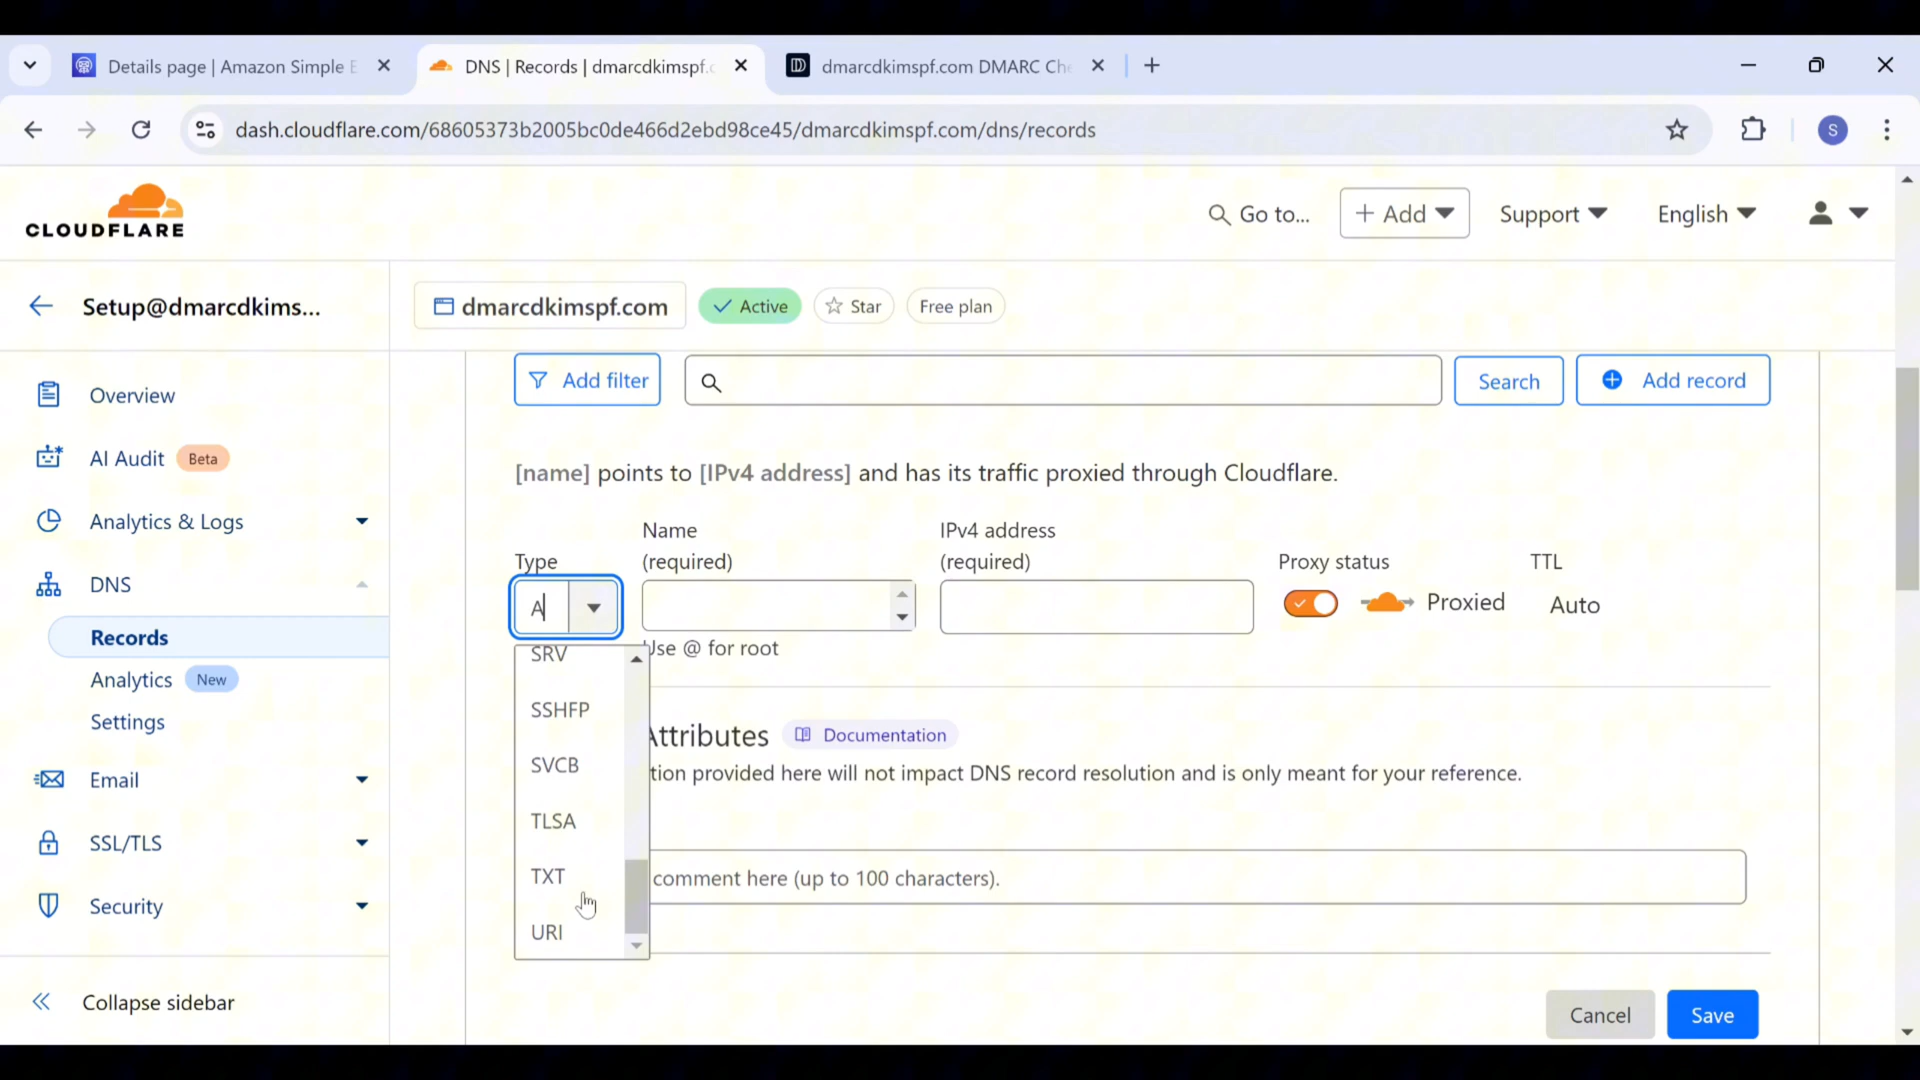 Details page | Amazon Simple E
DNS | Records | dmarcdkimspf.c
dmarcdkimspf.com DMARC Che
dash.cloudflare.com/68605373b2005bc0de466d2ebd98ce45/dmarcdkimspf.com/dns/records
S
CLOUDFLARE
Go to...
Add
Support
English
Setup@dmarcdkims...
dmarcdkimspf.com
Active
Star
Free plan
Overview
AI Audit Beta
Analytics & Logs
DNS
Records
Analytics New
Settings
Email
SSL/TLS
Security
Collapse sidebar
Add filter
Search
Add record
[name] points to [IPv4 address] and has its traffic proxied through Cloudflare.
Type
Name
(required)
IPv4 address
(required)
Proxy status
TTL
A
Proxied
Auto
Use @ for root
SRV
SSHFP
SVCB
TLSA
TXT
URI
Attributes
Documentation
tion provided here will not impact DNS record resolution and is only meant for your reference.
comment here (up to 100 characters).
Cancel
Save